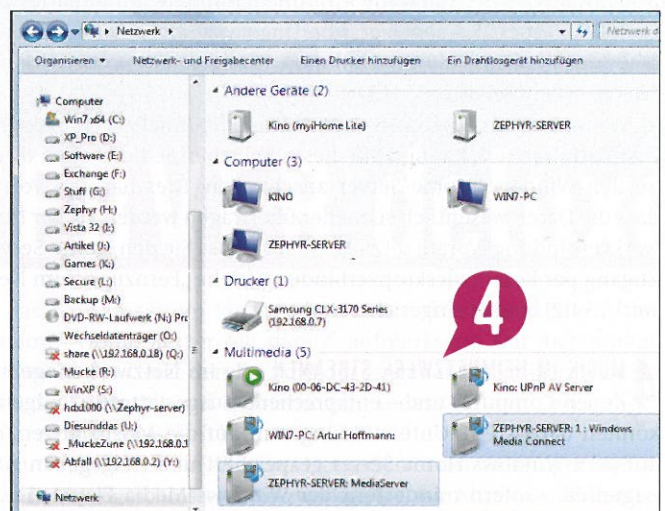 Netzwerk
Netzwerk
Organisieren
Netzwerk- und Freigabecenter
Einen Drucker hinzufügen
Ein Drahtlosgerät hinzufügen
Computer
Win7 x64 (C:)
XP_Pro (D:)
Software (E:)
Exchange (F:)
Stuff (G:)
Zephyr (H:)
Vista 32 (I:)
Artikel (J:)
Games (K:)
Secure (L:)
Backup (M:)
DVD-RW-Laufwerk (N:) Pro
Wechseldatenträger (O:)
share (\\192.168.0.18) (Q:)
Mucke (R:)
WinXP (S:)
hdx1000 (\\Zephyr-server)
Diesunddas (U:)
_MuckeZune (\\192.168.0.1
Abfall (\\192.168.0.2) (Y:)
Netzwerk
Andere Geräte (2)
Kino (myiHome Lite)
ZEPHYR-SERVER
Computer (3)
KINO
WIN7-PC
ZEPHYR-SERVER
Drucker (1)
Samsung CLX-3170 Series
(192.168.0.7)
4
Multimedia (5)
Kino (00-06-DC-43-2D-41)
Kino: UPnP AV Server
WIN7-PC: Artur Hoffmann:
ZEPHYR-SERVER: 1 : Windows
Media Connect
ZEPHYR-SERVER: MediaServer